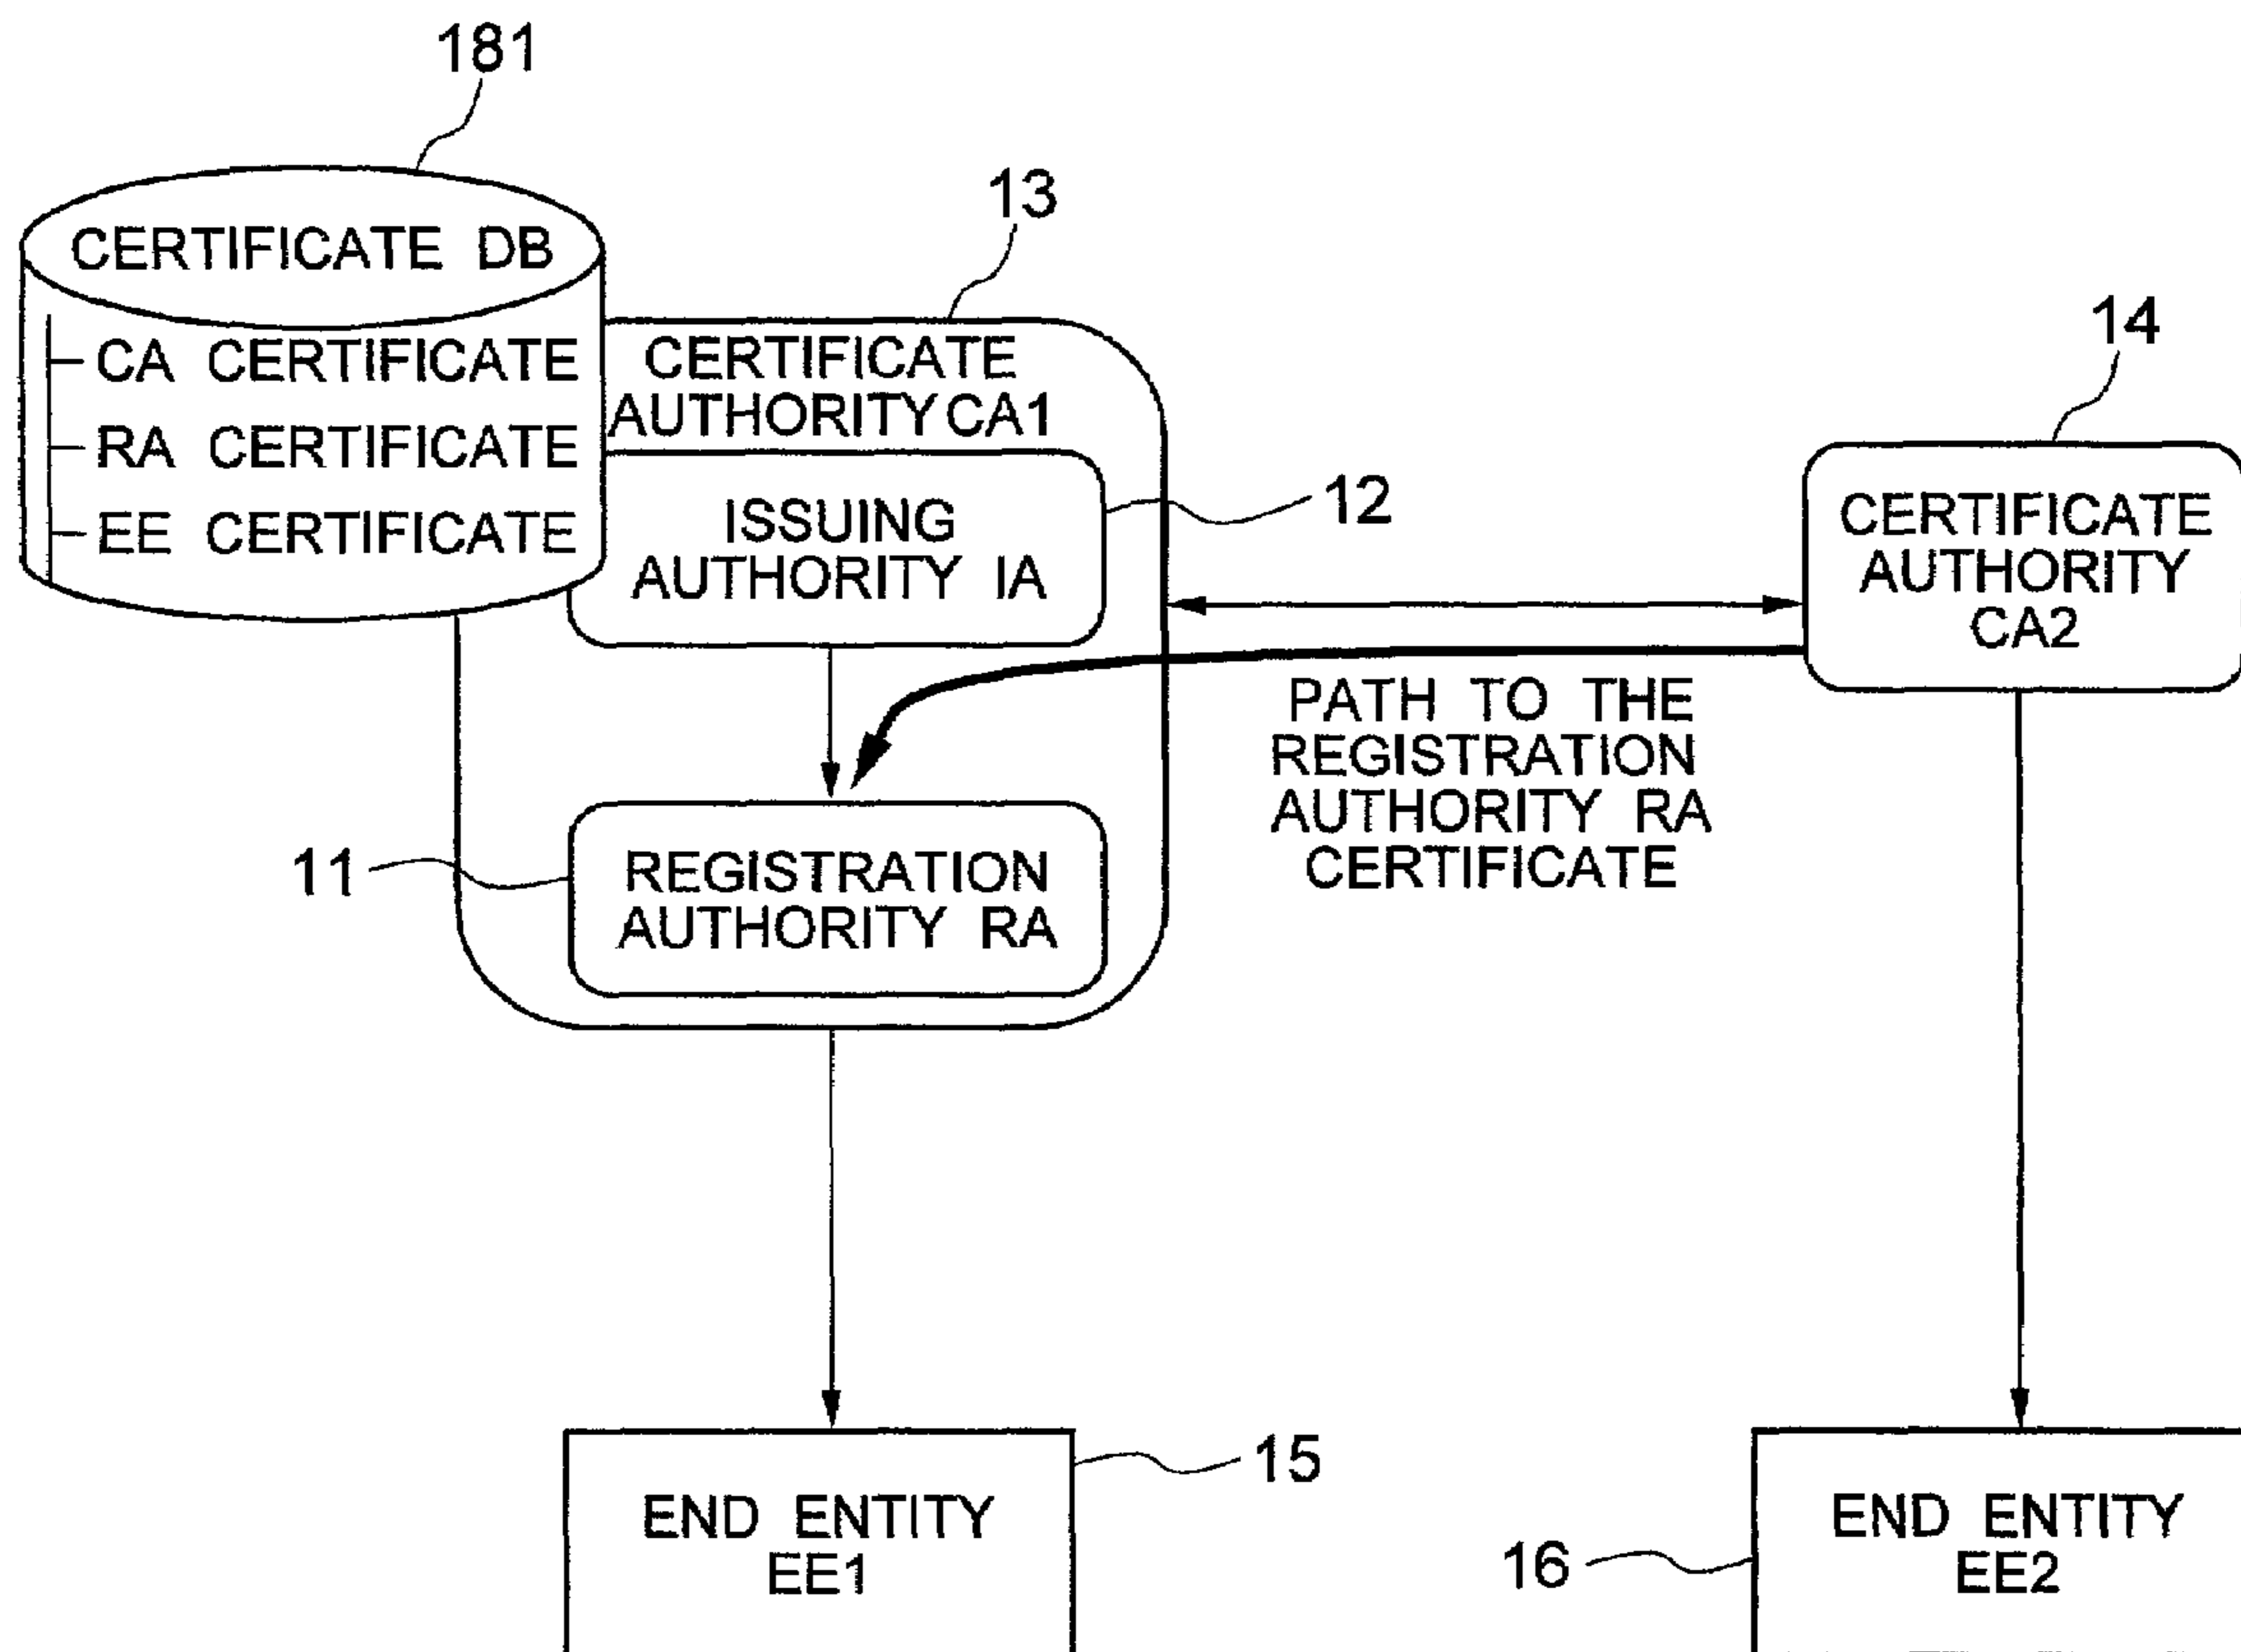 181
CERTIFICATE DB
CA CERTIFICATE
RA CERTIFICATE
EE CERTIFICATE
13
CERTIFICATE
AUTHORITY CA1
12
ISSUING
AUTHORITY IA
14
CERTIFICATE
AUTHORITY
CA2
PATH TO THE
REGISTRATION
AUTHORITY RA
CERTIFICATE
11
REGISTRATION
AUTHORITY RA
15
END ENTITY
EE1
16
END ENTITY
EE2